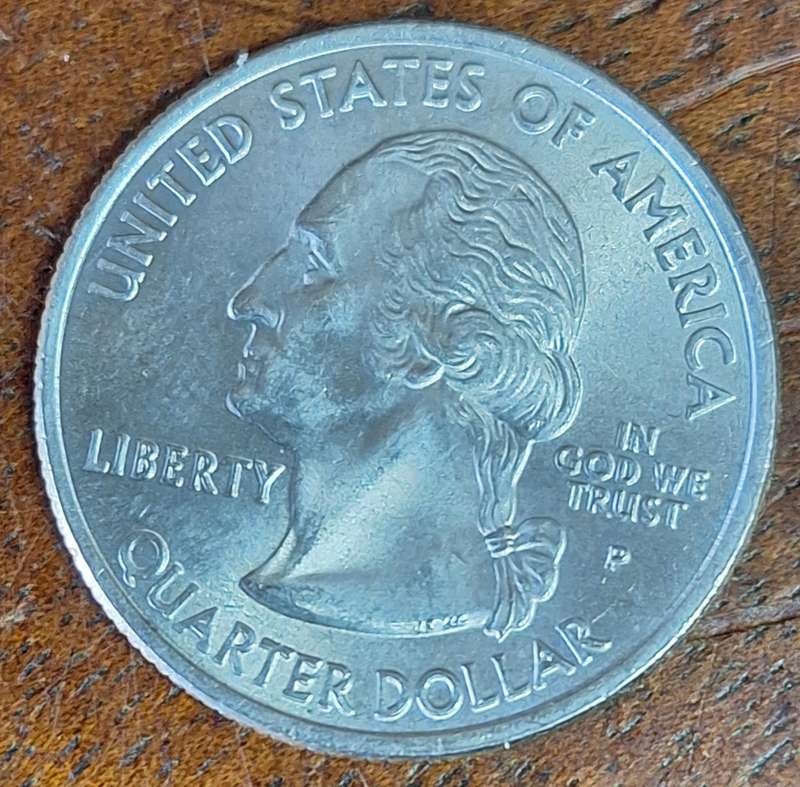 UNITED STATES OF AMERICA
LIBERTY
IN
GOD WE
TRUST
P
QUARTER DOLLAR